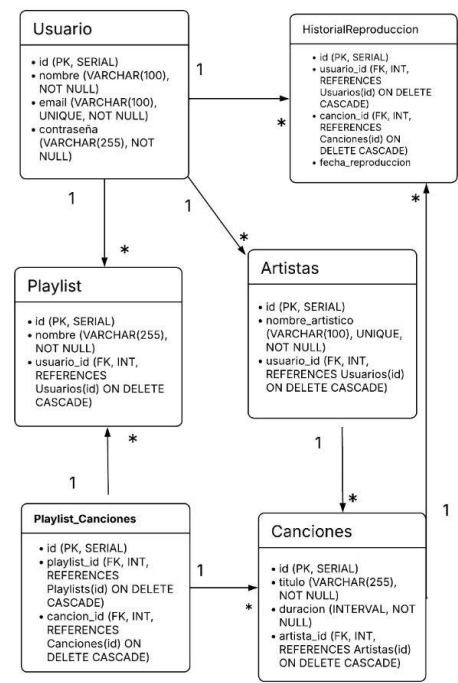 Usuario
• id (PK, SERIAL)
• nombre (VARCHAR(100),
NOT NULL)
• email (VARCHAR(100),
UNIQUE, NOT NULL)
• contraseña
(VARCHAR(255), NOT
NULL)
HistorialReproduccion
• id (PK, SERIAL)
• usuario_id (FK, INT,
REFERENCES
Usuarios(id) ON DELETE
CASCADE)
• cancion_id (FK, INT,
REFERENCES
Canciones(id) ON
DELETE CASCADE)
• fecha_reproduccion
1
*
1
*
1
*
*
Playlist
• id (PK, SERIAL)
• nombre (VARCHAR(255),
NOT NULL)
• usuario_id (FK, INT,
REFERENCES
Usuarios(id) ON DELETE
CASCADE)
Artistas
• id (PK, SERIAL)
• nombre_artistico
(VARCHAR(100), UNIQUE,
NOT NULL)
• usuario_id (FK, INT,
REFERENCES Usuarios(id)
ON DELETE CASCADE)
*
1
1
*
1
Playlist_Canciones
• id (PK, SERIAL)
• playlist_id (FK, INT,
REFERENCES
Playlists(id) ON DELETE
CASCADE)
• cancion_id (FK, INT,
REFERENCES
Canciones(id) ON
DELETE CASCADE)
1
*
Canciones
• id (PK, SERIAL)
• titulo (VARCHAR(255),
NOT NULL)
• duracion (INTERVAL, NOT
NULL)
• artista_id (FK, INT,
REFERENCES Artistas(id)
ON DELETE CASCADE)